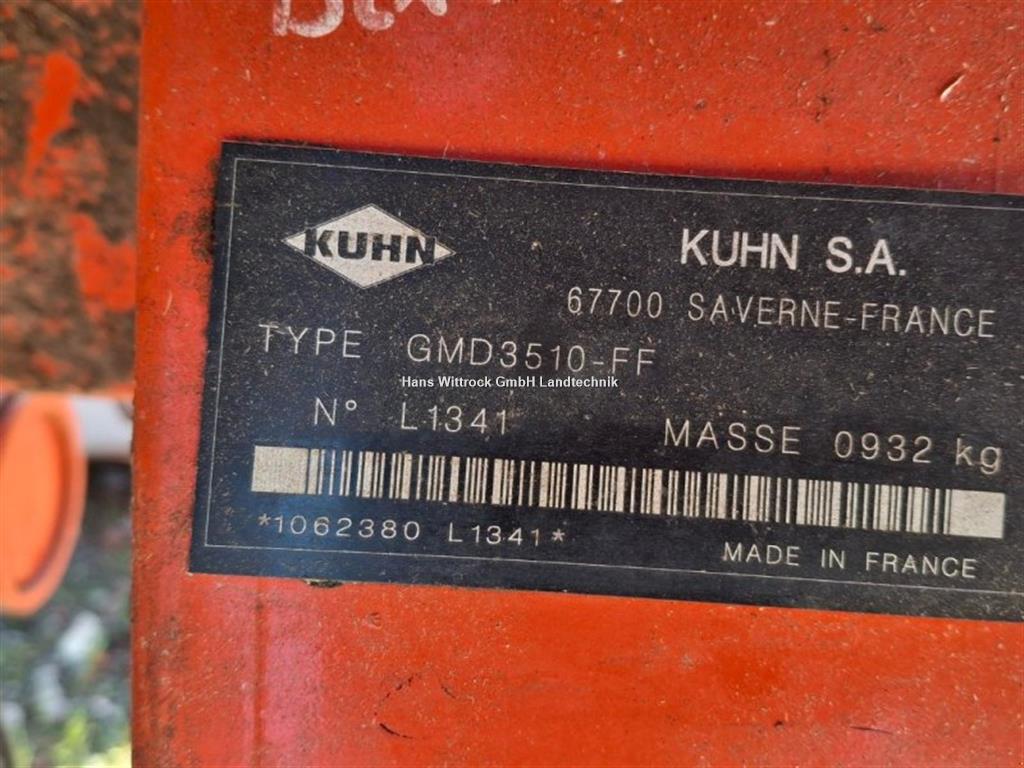 KUHN
KUHN S.A.
67700 SAVERNE-FRANCE
TYPE GMD3510-FF
Hans Wittrock GmbH Landtechnik
N° L1341 MASSE 0932 kg
*1062380 L1341*
MADE IN FRANCE